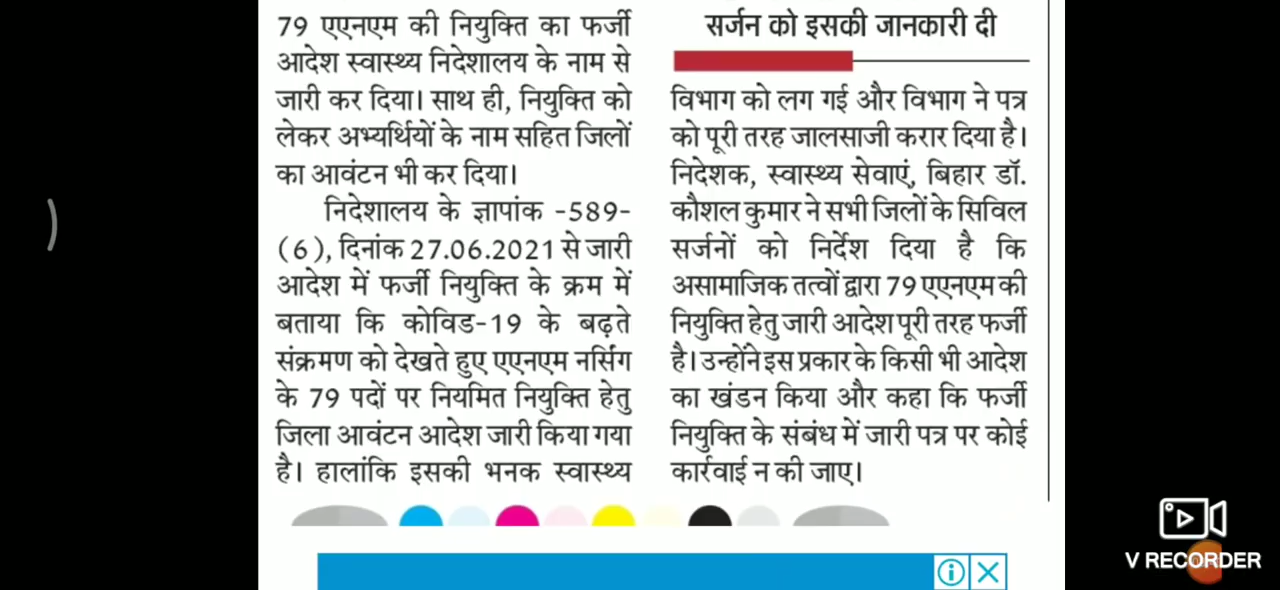 79 एएनएम की नियुक्ति का फर्जी
आदेश स्वास्थ्य निदेशालय के नाम से
जारी कर दिया। साथ ही, नियुक्ति को
लेकर अभ्यर्थियों के नाम सहित जिलों
का आवंटन भी कर दिया।
निदेशालय के ज्ञापांक -589-
(6), दिनांक 27.06.2021 से जारी
आदेश में फर्जी नियुक्ति के क्रम में
बताया कि कोविड-19 के बढ़ते
संक्रमण को देखते हुए एएनएम नर्सिंग
के 79 पदों पर नियमित नियुक्ति हेतु
जिला आवंटन आदेश जारी किया गया
है। हालांकि इसकी भनक स्वास्थ्य
सर्जन को इसकी जानकारी दी
विभाग को लग गई और विभाग ने पत्र
को पूरी तरह जालसाजी करार दिया है।
निदेशक, स्वास्थ्य सेवाएं, बिहार डॉ.
कौशल कुमार ने सभी जिलों के सिविल
सर्जनों को निर्देश दिया है कि
असामाजिक तत्वों द्वारा 79 एएनएम की
नियुक्ति हेतु जारी आदेश पूरी तरह फर्जी
है। उन्होंने इस प्रकार के किसी भी आदेश
का खंडन किया और कहा कि फर्जी
नियुक्ति के संबंध में जारी पत्र पर कोई
कार्रवाई न की जाए।
V RECORDER